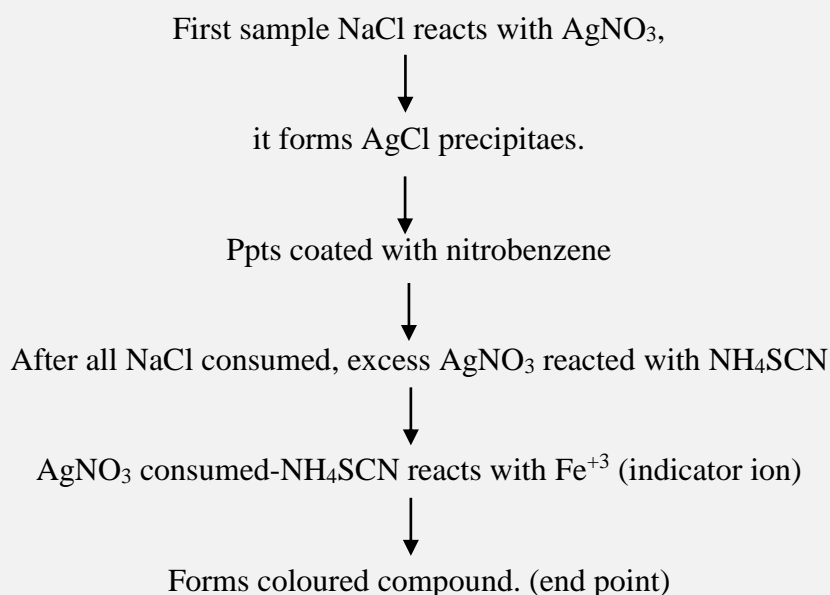 First sample NaCl reacts with AgNO₃,
it forms AgCl precipitaes.
Ppts coated with nitrobenzene
After all NaCl consumed, excess AgNO₃ reacted with NH₄SCN
AgNO₃ consumed-NH₄SCN reacts with Fe⁺³ (indicator ion)
Forms coloured compound. (end point)